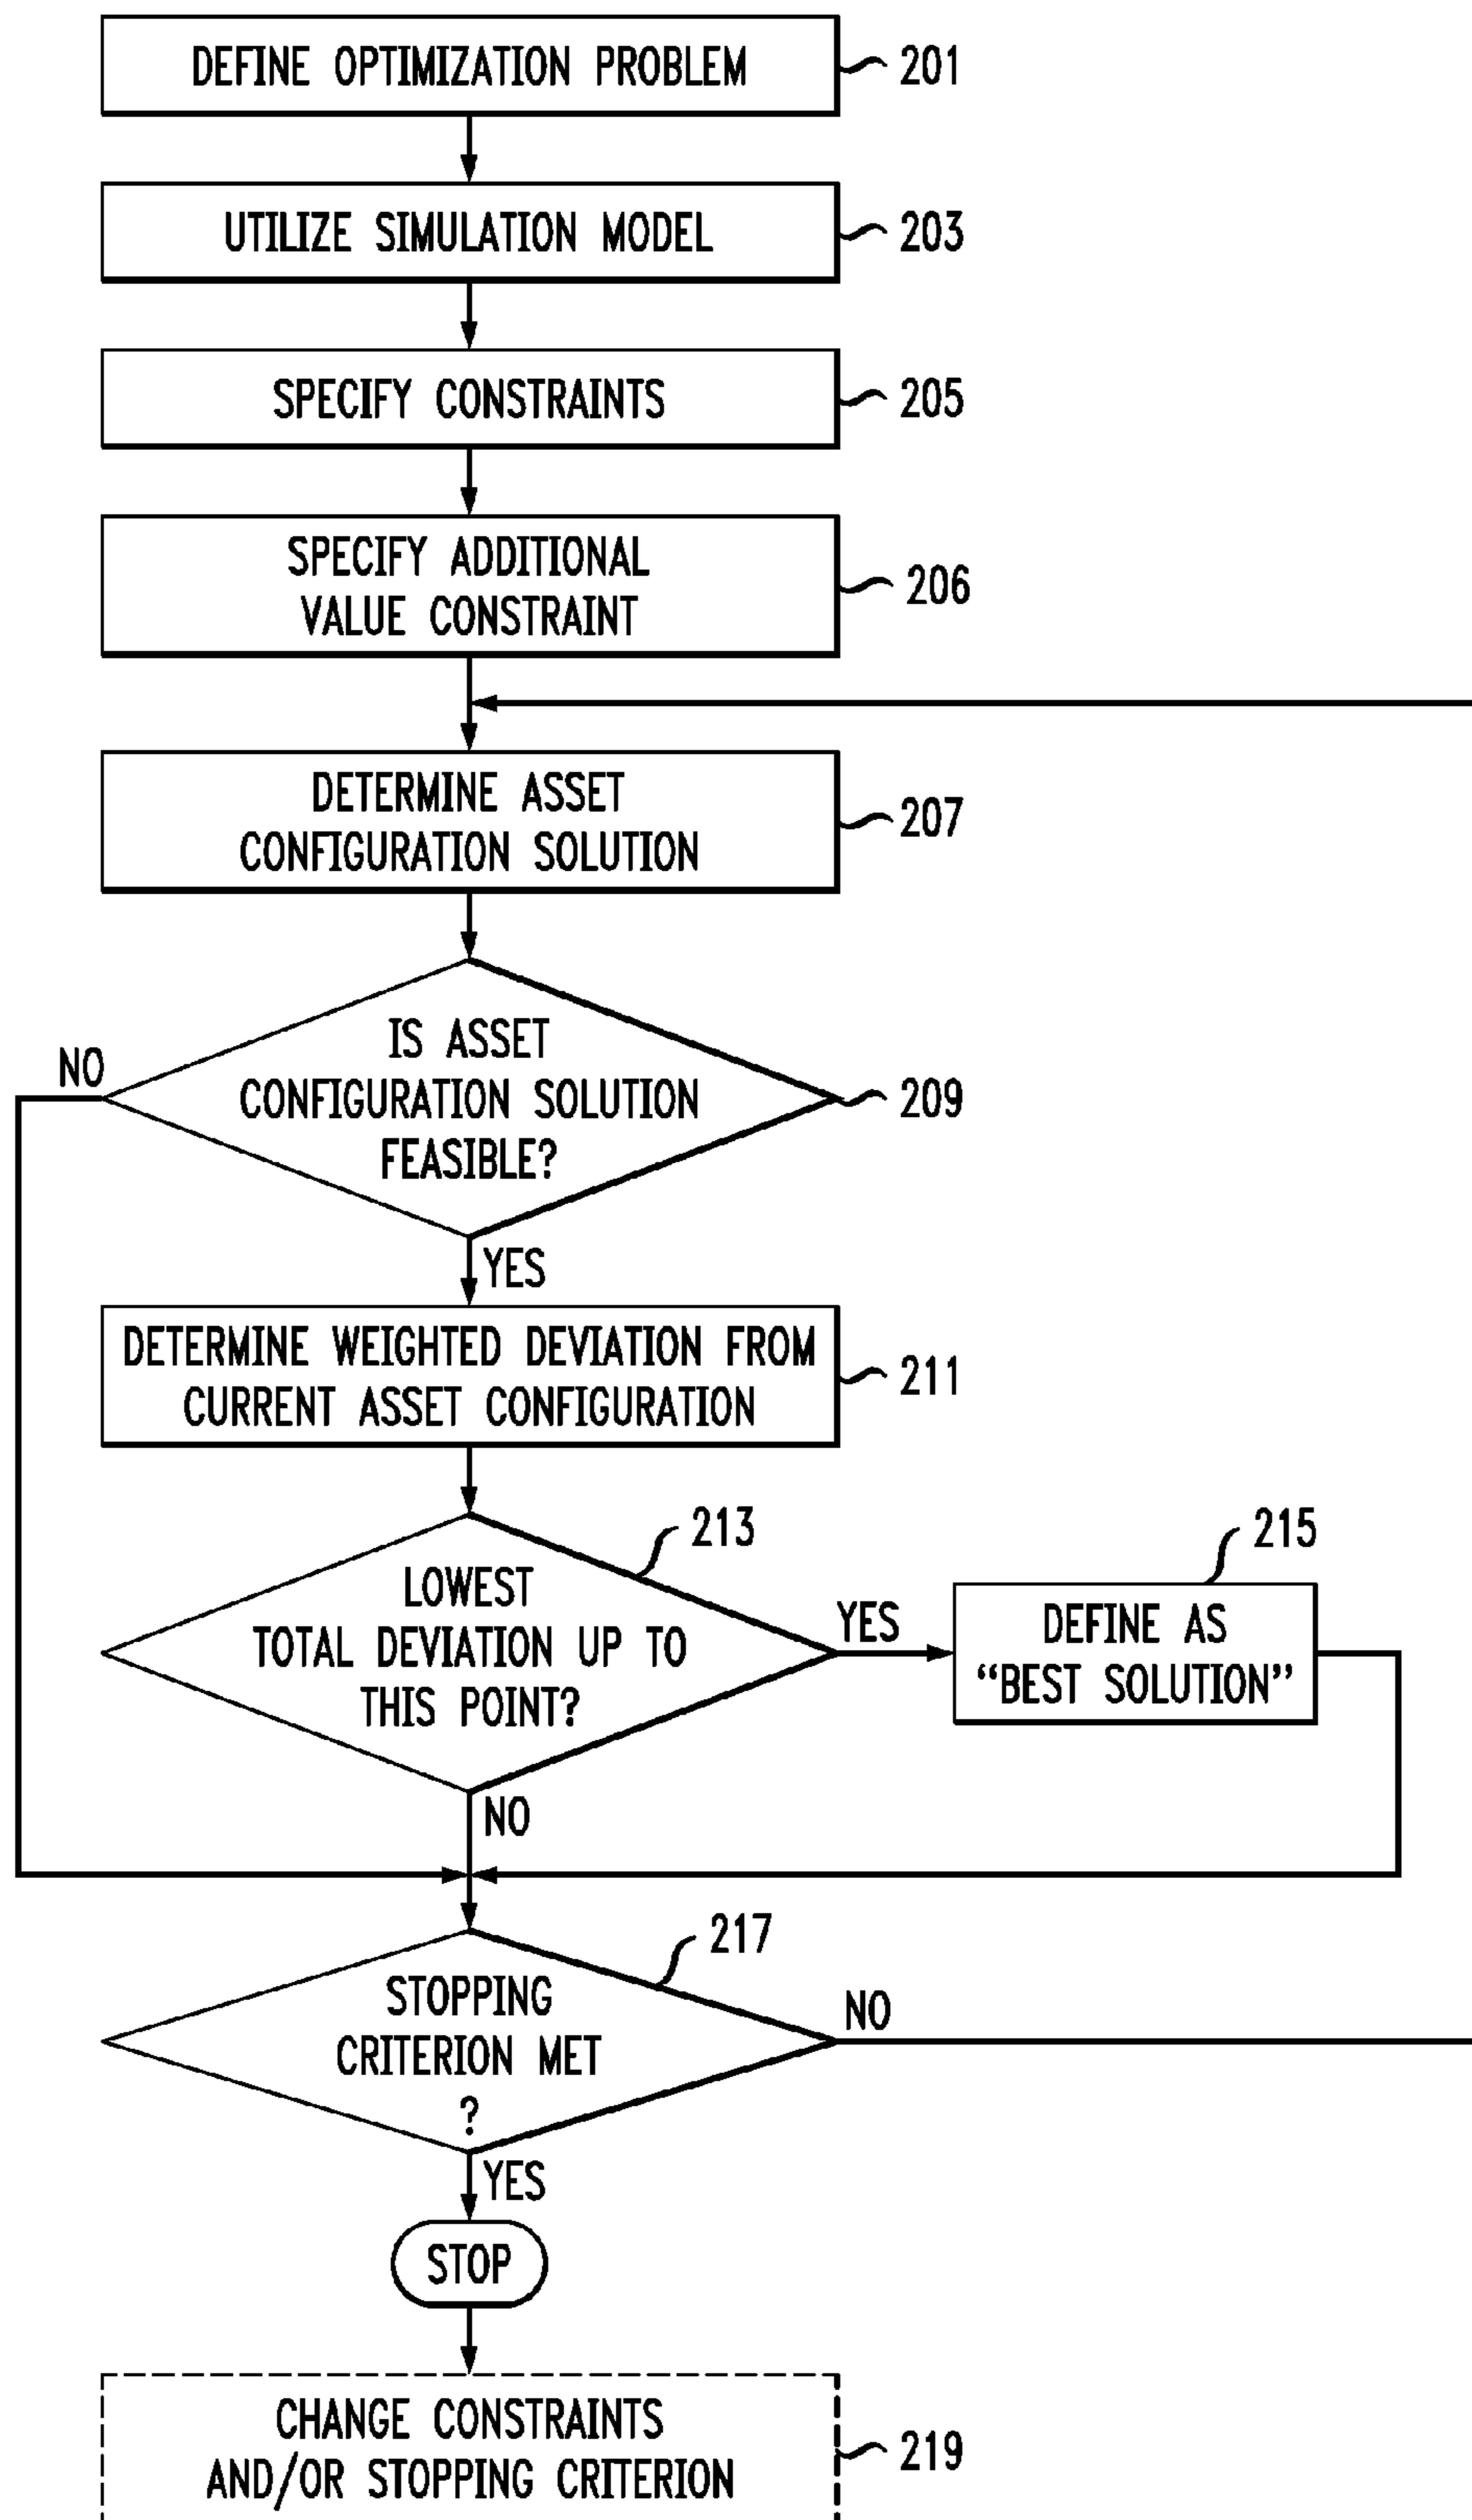 DEFINE OPTIMIZATION PROBLEM
201
UTILIZE SIMULATION MODEL
203
SPECIFY CONSTRAINTS
205
SPECIFY ADDITIONAL
VALUE CONSTRAINT
206
DETERMINE ASSET
CONFIGURATION SOLUTION
207
IS ASSET
CONFIGURATION SOLUTION
FEASIBLE?
209
NO
YES
DETERMINE WEIGHTED DEVIATION FROM
CURRENT ASSET CONFIGURATION
211
LOWEST
TOTAL DEVIATION UP TO
THIS POINT?
213
YES
DEFINE AS
“BEST SOLUTION”
215
NO
STOPPING
CRITERION MET
?
217
NO
YES
STOP
CHANGE CONSTRAINTS
AND/OR STOPPING CRITERION
219